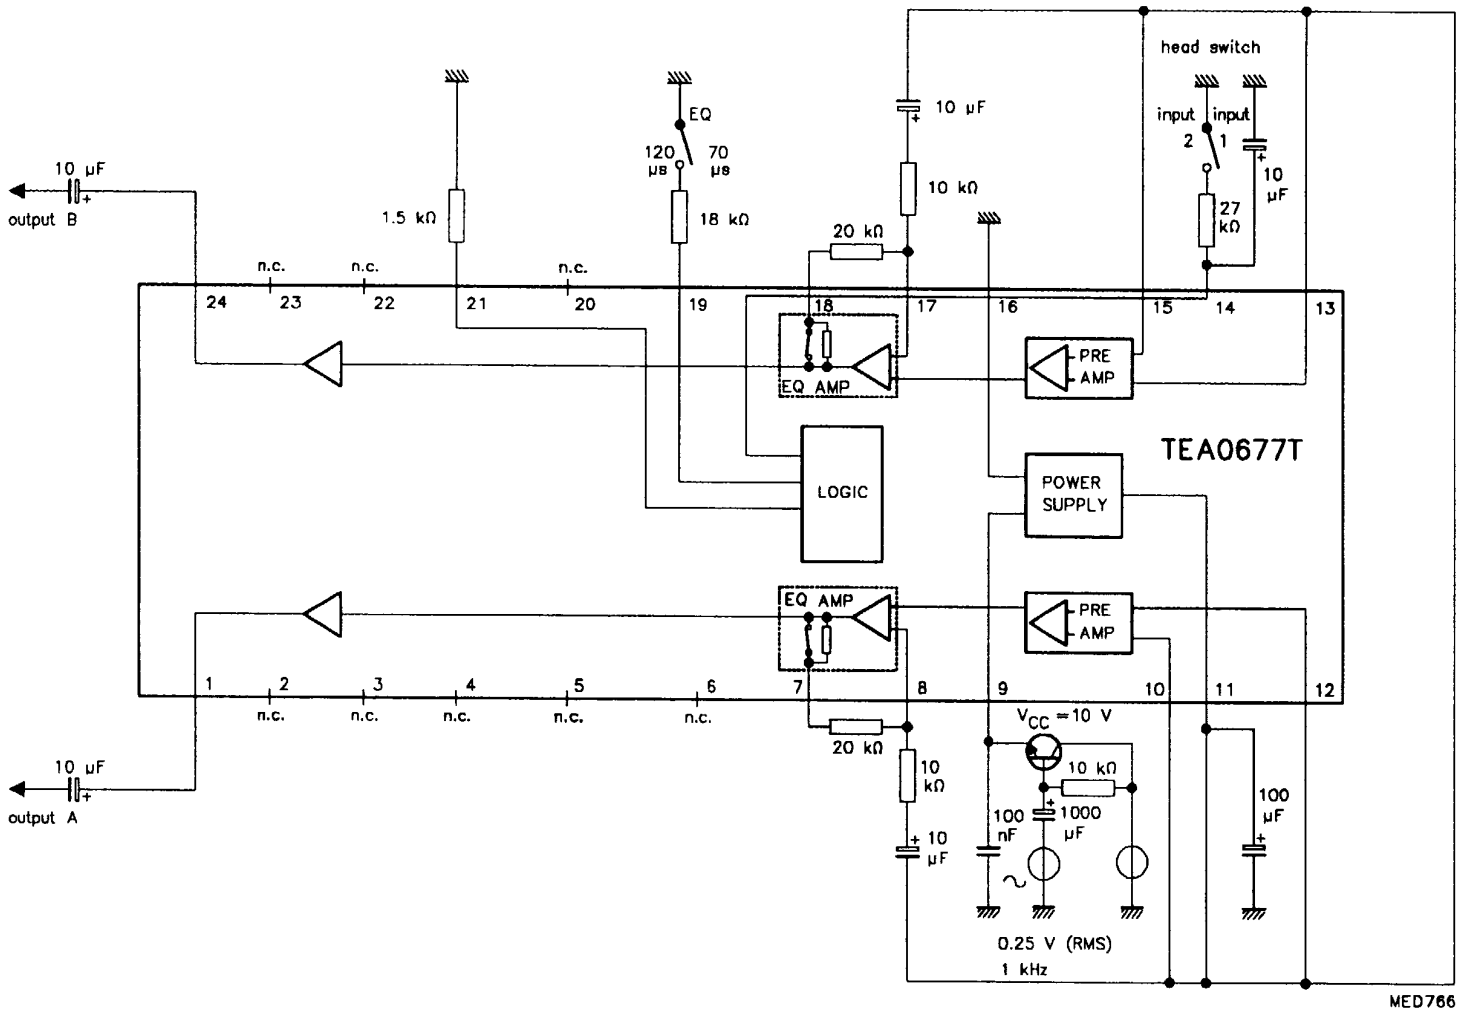 head switch
10 µF
EQ
input input
2 1
120 µs
70 µs
10 µF
10 µF
output B
10 kΩ
1.5 kΩ
18 kΩ
27 kΩ
20 kΩ
n.c.
n.c.
n.c.
24 23 22 21 20 19 18 17 16 15 14 13
PRE AMP
EQ AMP
TEA0677T
LOGIC
POWER SUPPLY
EQ AMP
PRE AMP
1 2 3 4 5 6 7 8 9 10 11 12
n.c.
n.c.
n.c.
n.c.
n.c.
VCC = 10 V
20 kΩ
10 µF
output A
10 kΩ
10 kΩ
100 nF
1000 µF
100 µF
10 µF
0.25 V (RMS)
1 kHz
MED766